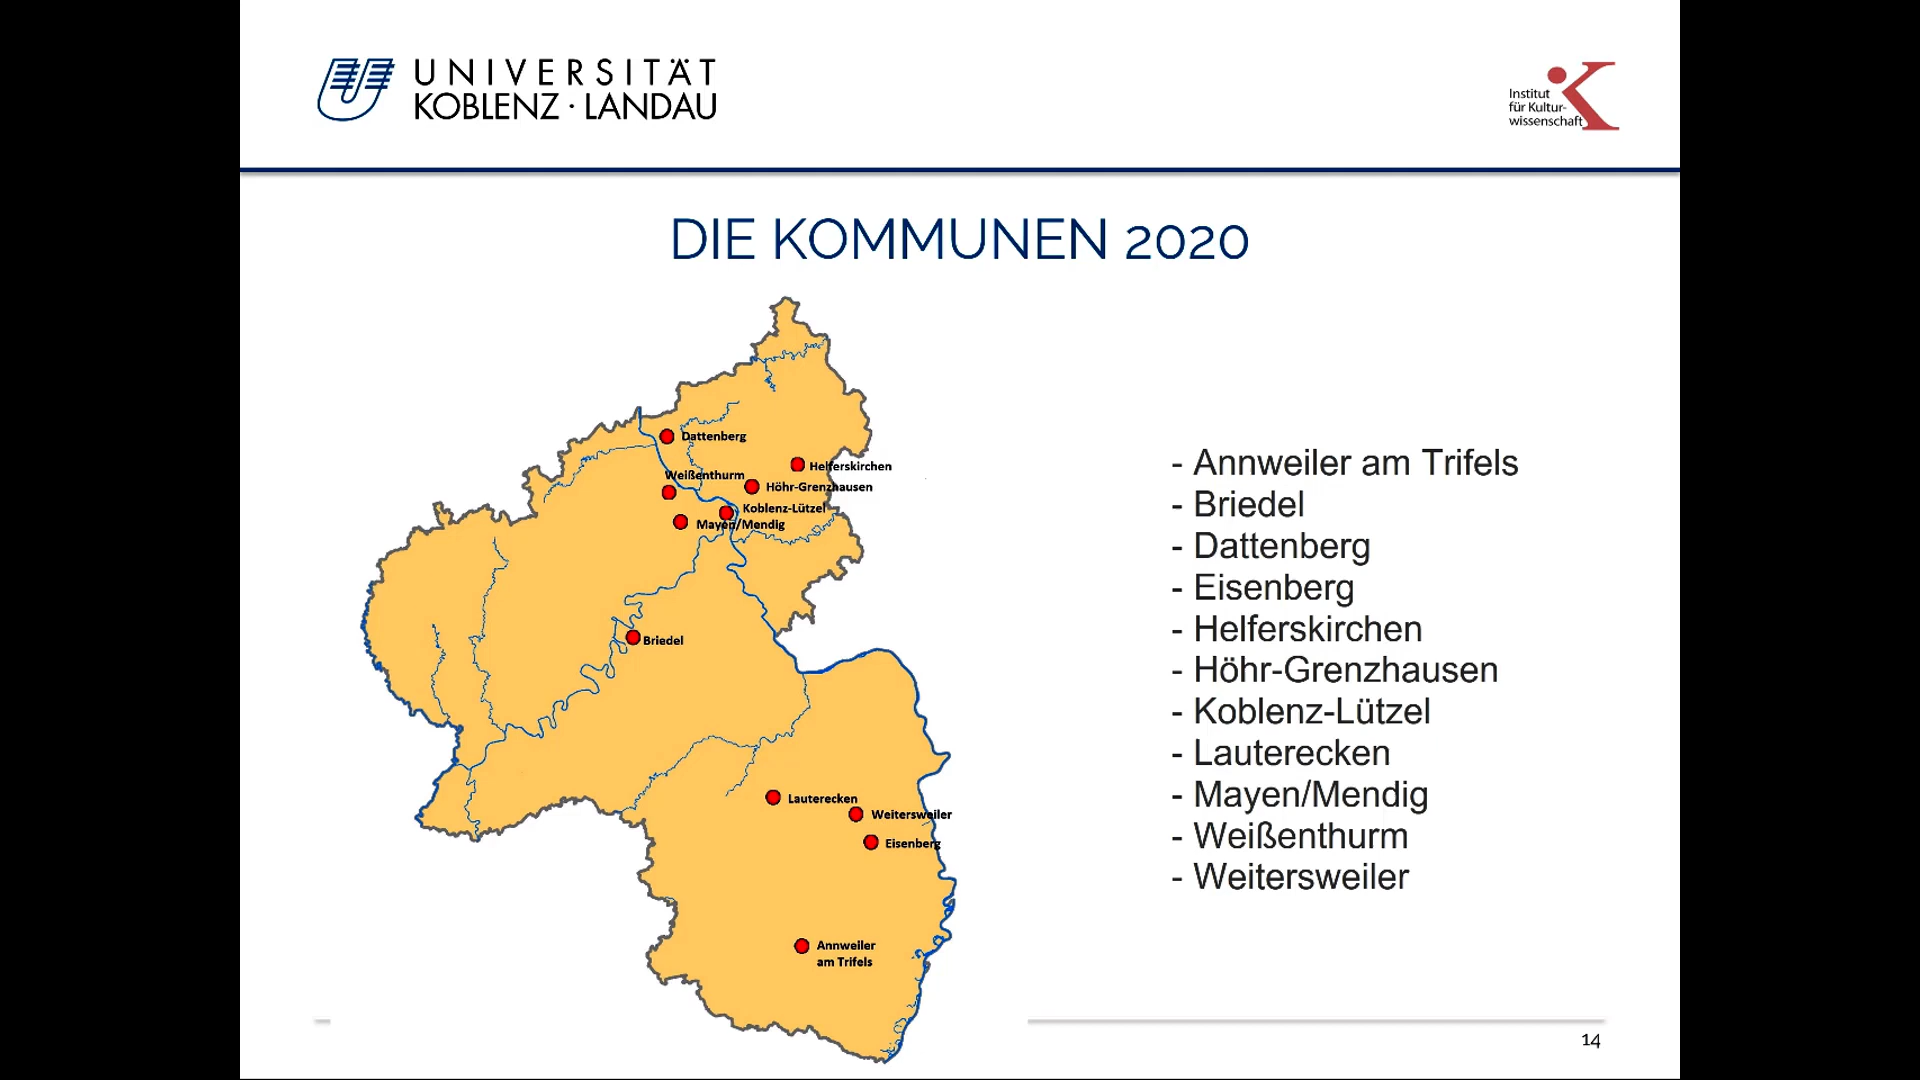 UNIVERSITÄT
KOBLENZ · LANDAU
Institut
für Kultur-
wissenschaft
DIE KOMMUNEN 2020
Dattenberg
Helferskirchen
Weißenthurm
Höhr-Grenzhausen
Koblenz-Lützel
Mayen/Mendig
Briedel
Lauterecken
Weitersweiler
Eisenberg
Annweiler
am Trifels
- Annweiler am Trifels
- Briedel
- Dattenberg
- Eisenberg
- Helferskirchen
- Höhr-Grenzhausen
- Koblenz-Lützel
- Lauterecken
- Mayen/Mendig
- Weißenthurm
- Weitersweiler
14